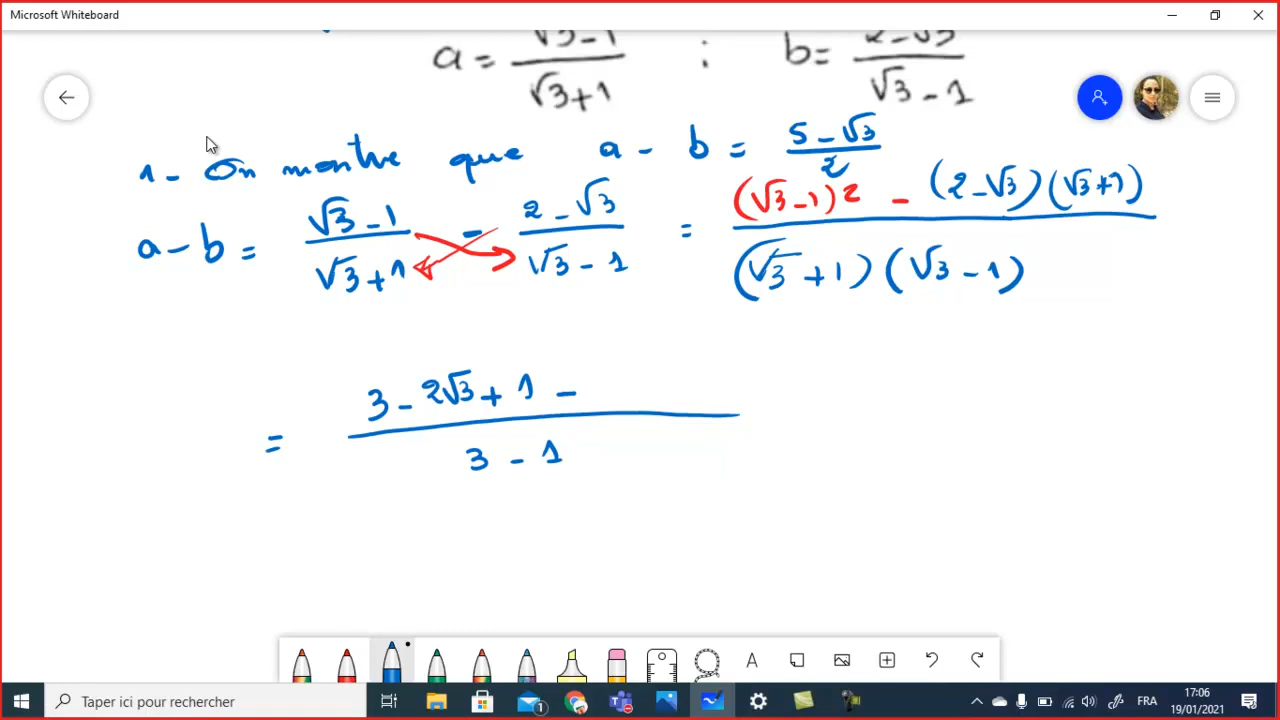 Microsoft Whiteboard
a = √3-1 / √3+1 ; b = 2-√3 / √3-1
1- On montre que a - b = 5-√3 / 2
a-b = √3-1 / √3+1 - 2-√3 / √3-1 = (√3-1)2 - (2-√3)(√3+1) / (√3+1)(√3-1)
= 3-2√3+1- / 3-1
A
Taper ici pour rechercher
1
FRA
17:06
19/01/2021